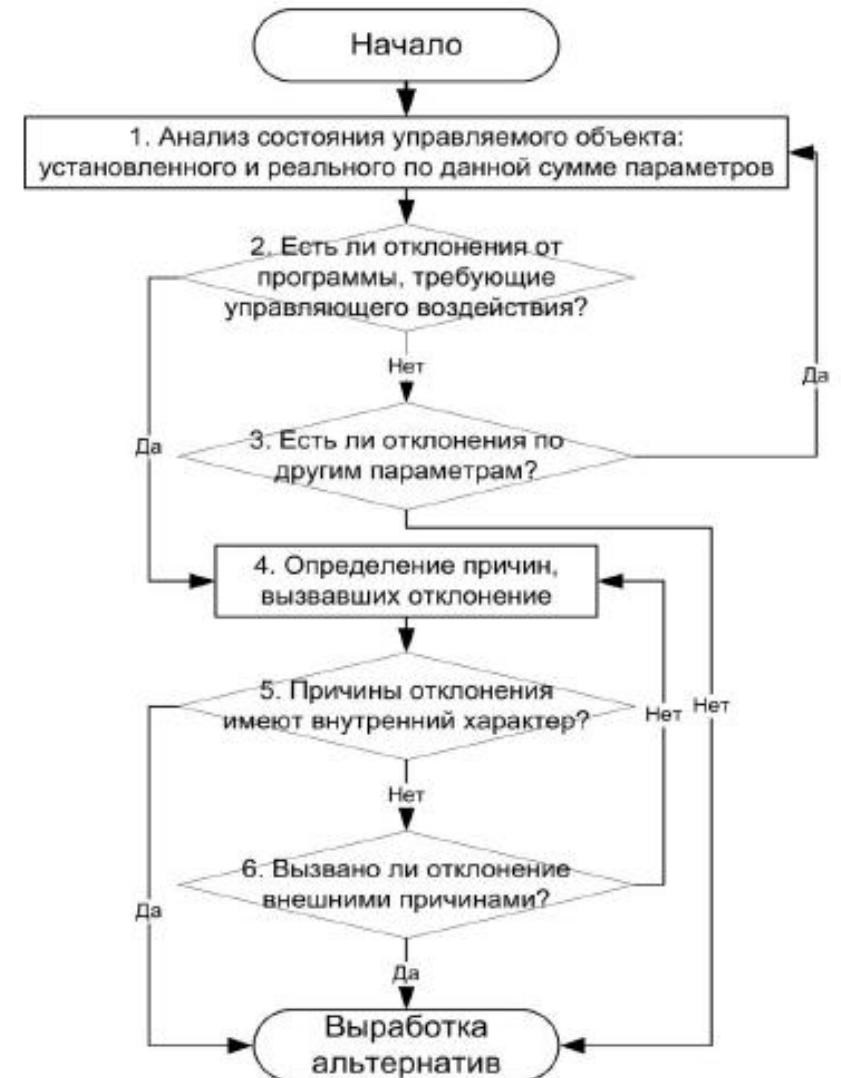 Начало
1. Анализ состояния управляемого объекта:
установленного и реального по данной сумме параметров
2. Есть ли отклонения от
программы, требующие
управляющего воздействия?
Нет
Да
Да
3. Есть ли отклонения по
другим параметрам?
4. Определение причин,
вызвавших отклонение
5. Причины отклонения
имеют внутренний характер?
Нет
Нет
Нет
6. Вызвано ли отклонение
внешними причинами?
Да
Да
Выработка
альтернатив